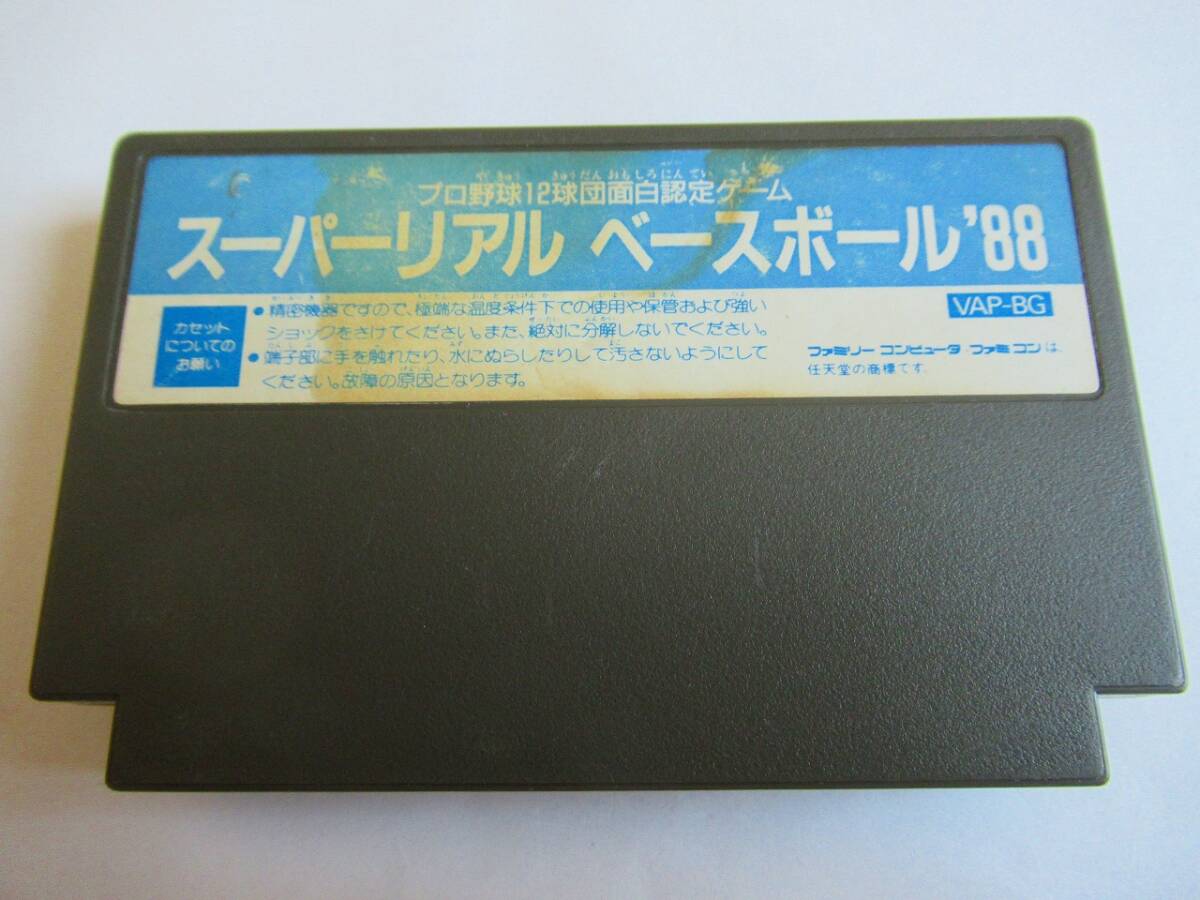 プロ野球12球団面白認定ゲーム
スーパーリアル ベースボール'88
カセット
についての
お願い
●精密機器ですので、極端な温度条件下での使用や保管および強い
ショックをさけてください。また、絶対に分解しないでください。
●端子部に手を触れたり、水にぬらしたりして汚さないようにして
ください。故障の原因となります。
VAP-BG
ファミリーコンピュータ・ファミコンは、
任天堂の商標です。